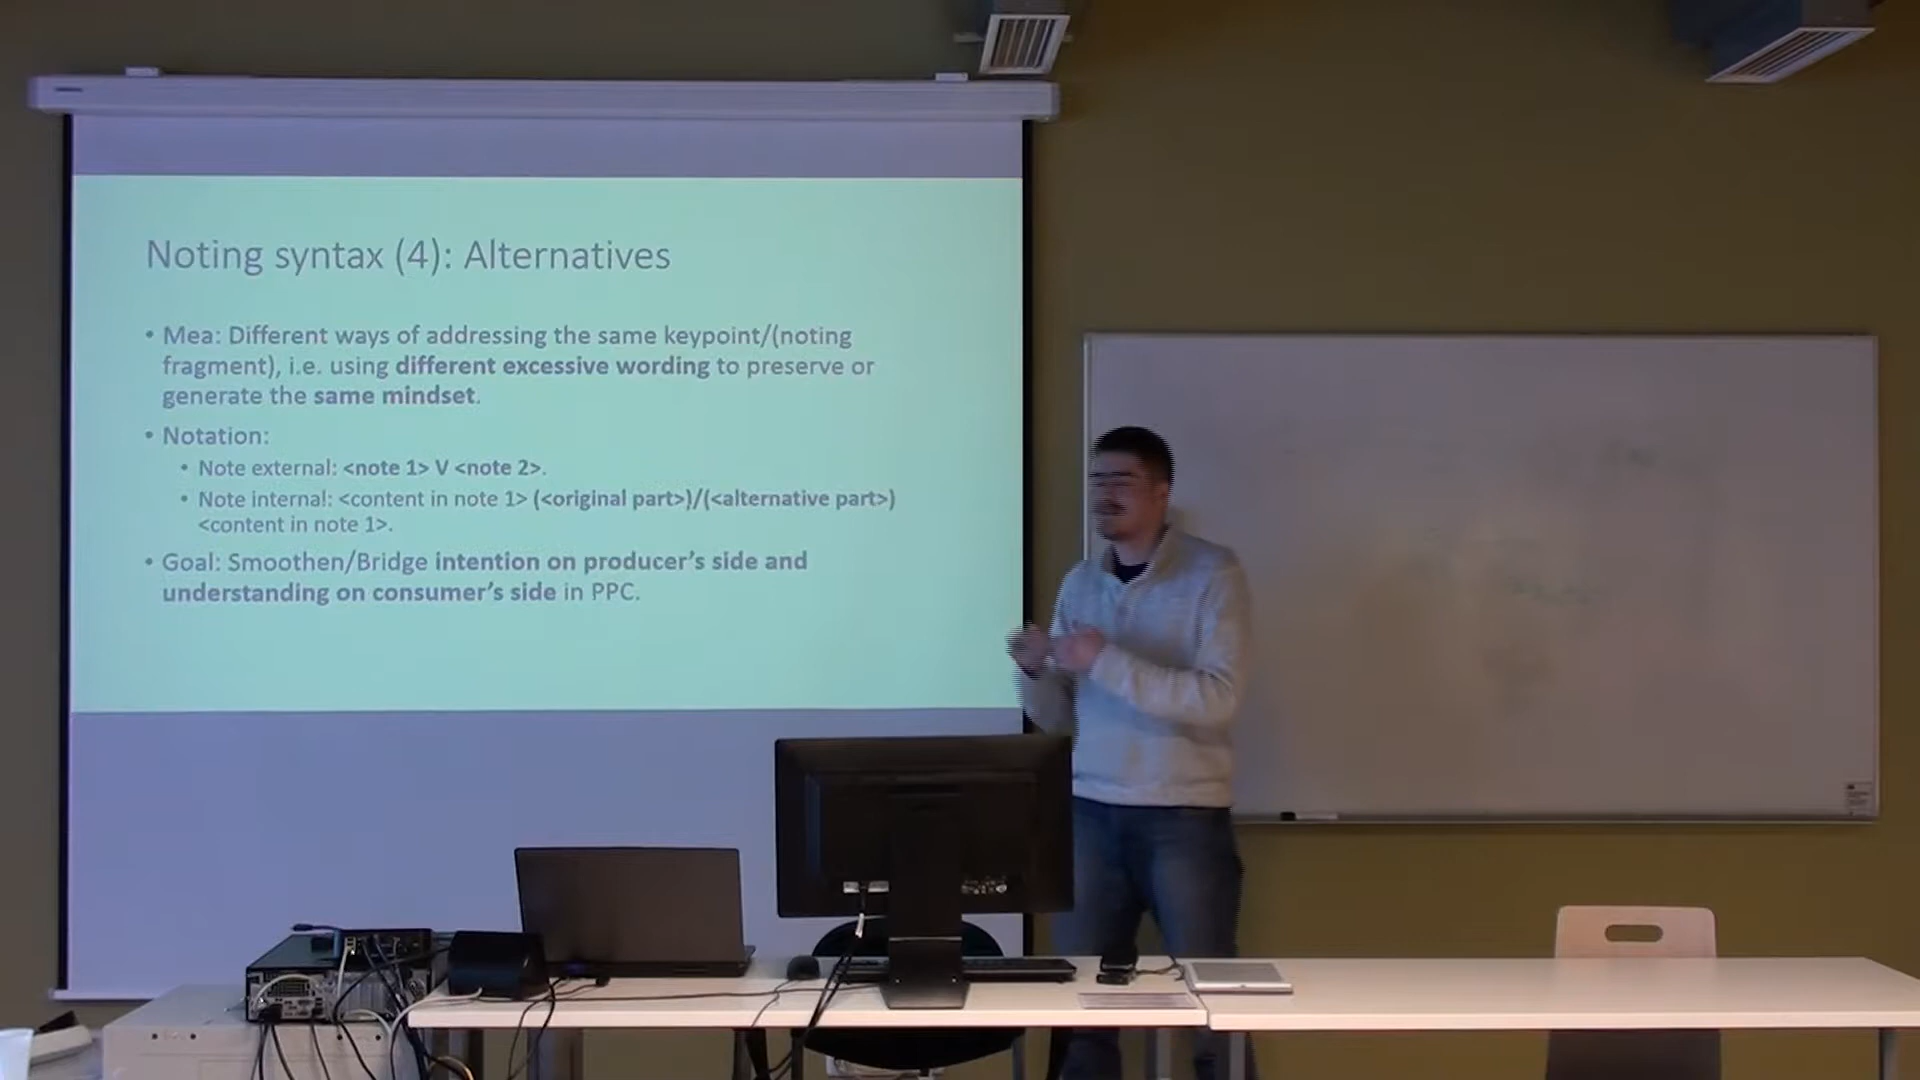 Noting syntax (4): Alternatives
• Mea: Different ways of addressing the same keypoint/(noting
fragment), i.e. using different excessive wording to preserve or
generate the same mindset.
• Notation:
• Note external: <note 1> V <note 2>.
• Note internal: <content in note 1> (<original part>)/(<alternative part>)
<content in note 1>.
• Goal: Smoothen/Bridge intention on producer's side and
understanding on consumer's side in PPC.